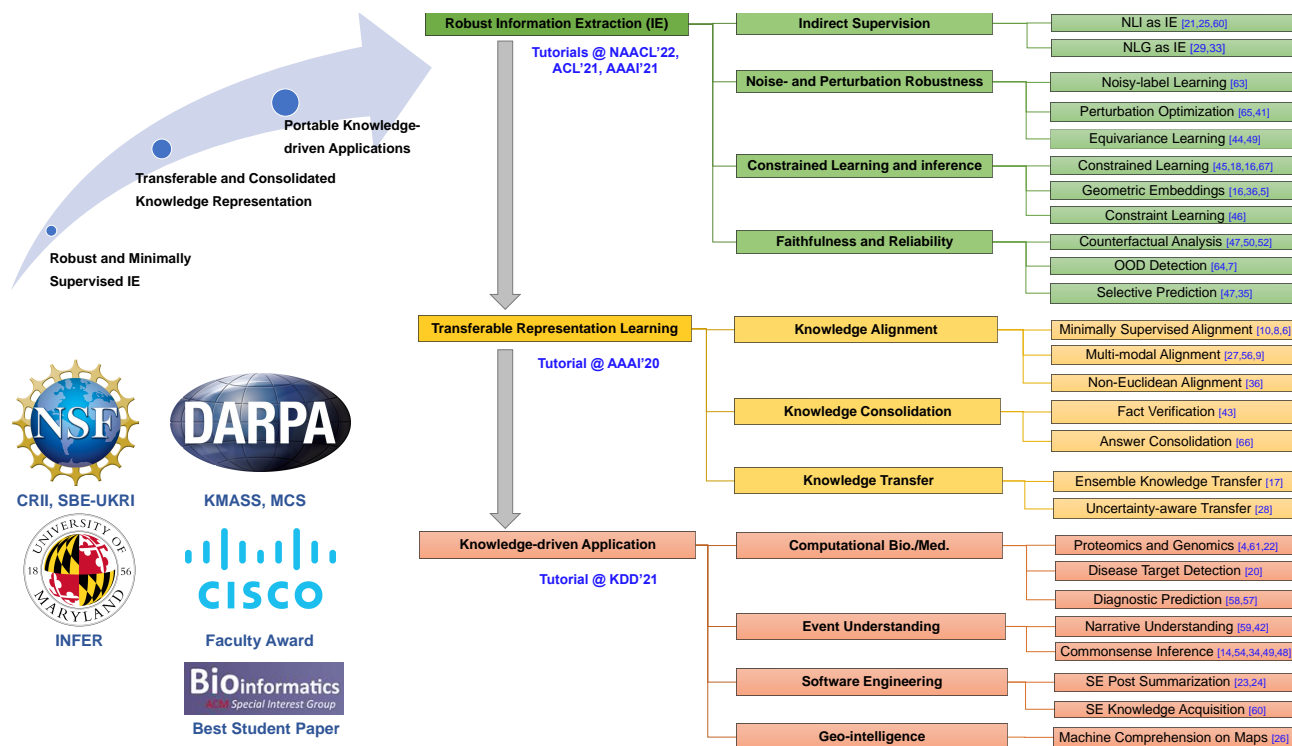 Robust Information Extraction (IE)
Tutorials @ NAACL'22,
ACL'21, AAAI'21
Indirect Supervision
NLI as IE [21,25,60]
NLG as IE [29,33]
Noise- and Perturbation Robustness
Noisy-label Learning [63]
Perturbation Optimization [65,41]
Equivariance Learning [44,49]
Constrained Learning and inference
Constrained Learning [45,18,16,67]
Geometric Embeddings [16,36,5]
Constraint Learning [46]
Faithfulness and Reliability
Counterfactual Analysis [47,50,52]
OOD Detection [64,7]
Selective Prediction [47,35]
Portable Knowledge-
driven Applications
Transferable and Consolidated
Knowledge Representation
Robust and Minimally
Supervised IE
Transferable Representation Learning
Tutorial @ AAAI'20
Knowledge Alignment
Minimally Supervised Alignment [10,8,6]
Multi-modal Alignment [27,56,9]
Non-Euclidean Alignment [36]
Knowledge Consolidation
Fact Verification [43]
Answer Consolidation [66]
Knowledge Transfer
Ensemble Knowledge Transfer [17]
Uncertainty-aware Transfer [28]
Knowledge-driven Application
Tutorial @ KDD'21
Computational Bio./Med.
Proteomics and Genomics [4,61,22]
Disease Target Detection [20]
Diagnostic Prediction [58,57]
Event Understanding
Narrative Understanding [59,42]
Commonsense Inference [14,54,34,49,48]
Software Engineering
SE Post Summarization [23,24]
SE Knowledge Acquisition [60]
Geo-intelligence
Machine Comprehension on Maps [26]
NSF
CRII, SBE-UKRI
DARPA
KMASS, MCS
UNIVERSITY OF
18 56
MARYLAND
INFER
CISCO
Faculty Award
Bioinformatics
ACM Special Interest Group
Best Student Paper